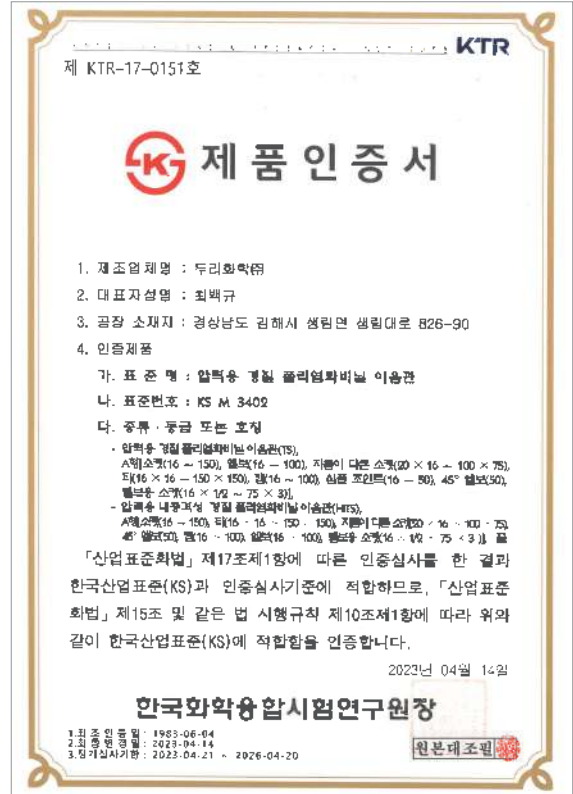 KTR
제 KTR-17-0151호
제품인증서
1. 제조업체명 : 두리화학㈜
2. 대표자성명 : 최백규
3. 공장 소재지 : 경상남도 김해시 생림면 생림대로 826-90
4. 인증제품
가. 표 준 명 : 압력용 경질 폴리염화비닐 이음관
나. 표준번호 : KS M 3402
다. 종류·등급 또는 호칭
- 압력용 경질 폴리염화비닐 이음관(TS),
A형[소켓(16 ~ 150), 엘보(16 ~ 100), 지름이 다른 소켓(20 × 16 ~ 100 × 75),
티(16 × 16 ~ 150 × 150), 캡(16 ~ 100), 심플 조인트(16 ~ 50), 45° 엘보(50),
밸브용 소켓(16 × 1/2 ~ 75 × 3)],
- 압력용 내충격성 경질 폴리염화비닐 이음관(HITS),
A형[소켓(16 ~ 150), 티(16 × 16 ~ 150 × 150), 지름이 다른 소켓(20 × 16 ~ 100 × 75),
45° 엘보(50), 캡(16 ~ 100), 엘보(16 ~ 100), 밸브용 소켓(16 × 1/2 ~ 75 × 3)]. 끝
「산업표준화법」 제17조제1항에 따른 인증심사를 한 결과
한국산업표준(KS)과 인증심사기준에 적합하므로, 「산업표준
화법」 제15조 및 같은 법 시행규칙 제10조제1항에 따라 위와
같이 한국산업표준(KS)에 적합함을 인증합니다.
2023년 04월 14일
한국화학융합시험연구원장
1.최초인증일: 1983-06-04
2.최종변경일: 2023-04-14
3.정기심사기한: 2023-04-21 ~ 2026-04-20
원본대조필